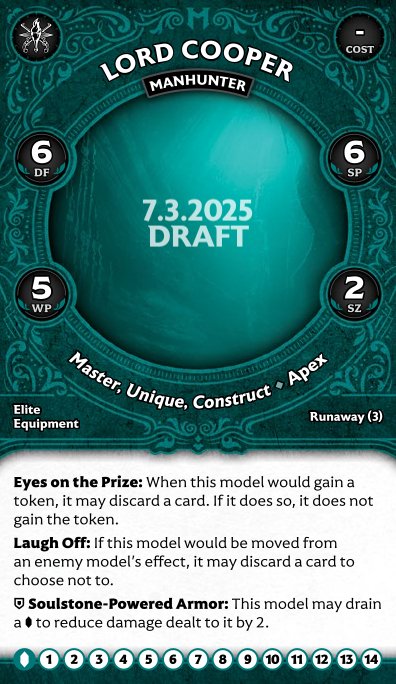 -
COST
LORD COOPER
MANHUNTER
6
DF
6
SP
7.3.2025
DRAFT
5
WP
2
SZ
Master, Unique, Construct ◆ Apex
Elite
Equipment
Runaway (3)
Eyes on the Prize: When this model would gain a
token, it may discard a card. If it does so, it does not
gain the token.
Laugh Off: If this model would be moved from
an enemy model’s effect, it may discard a card to
choose not to.
Soulstone-Powered Armor: This model may drain
a to reduce damage dealt to it by 2.
1 2 3 4 5 6 7 8 9 10 11 12 13 14